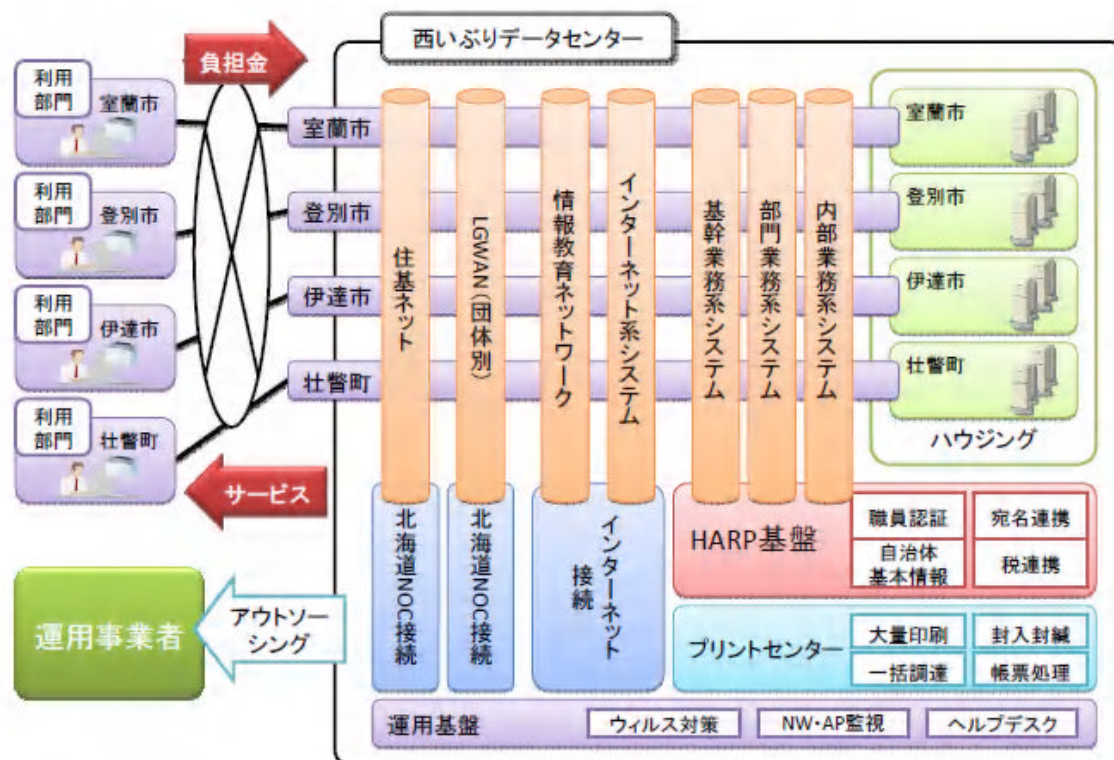 西いぶりデータセンター
負担金
利用
部門
室蘭市
利用
部門
登別市
利用
部門
伊達市
利用
部門
壮瞥町
サービス
運用事業者
アウトソー
シング
室蘭市
登別市
伊達市
壮瞥町
住基ネット
LGWAN(団体別)
情報教育ネットワーク
インターネット系システム
基幹業務系システム
部門業務系システム
内部業務系システム
室蘭市
登別市
伊達市
壮瞥町
ハウジング
北海道NOC接続
北海道NOC接続
インターネット
接続
HARP基盤
職員認証
宛名連携
自治体
基本情報
税連携
プリントセンター
大量印刷
封入封緘
一括調達
帳票処理
運用基盤
ウィルス対策
NW・AP監視
ヘルプデスク